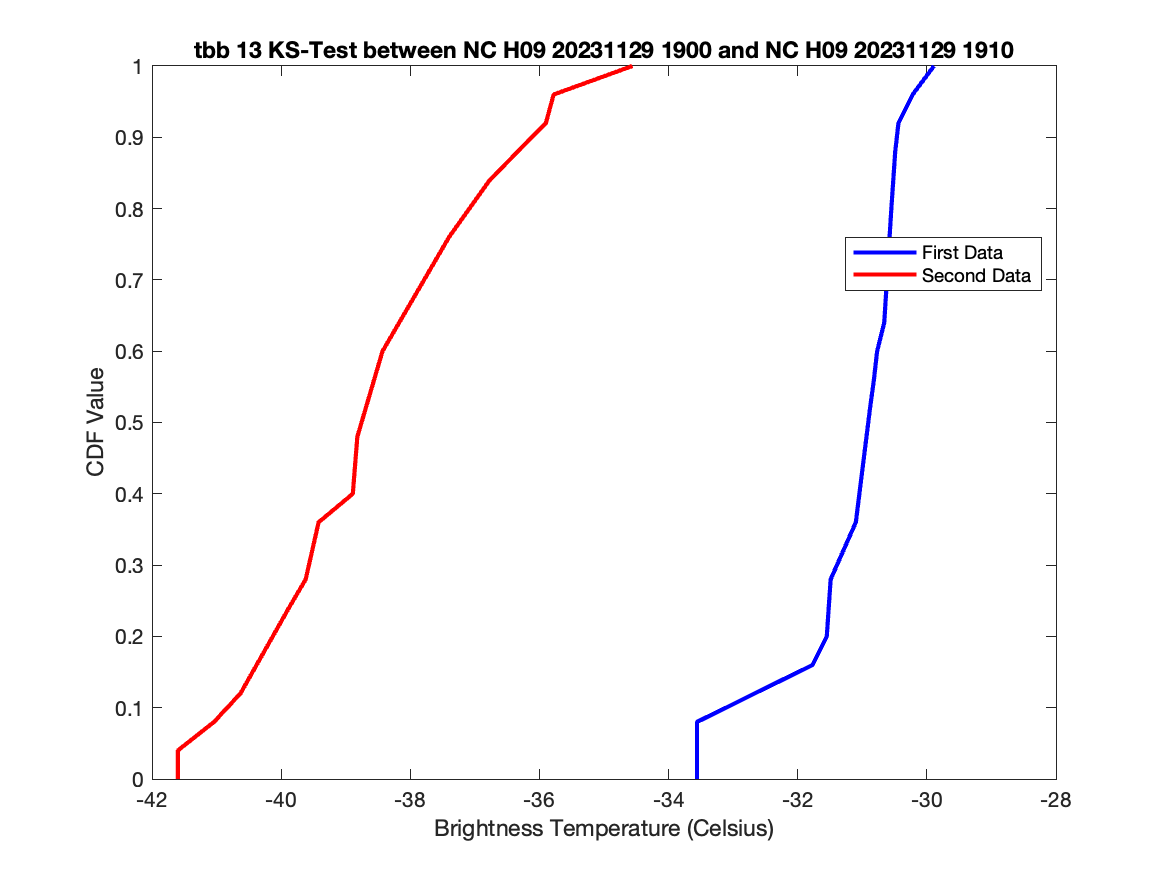 tbb 13 KS-Test between NC H09 20231129 1900 and NC H09 20231129 1910
1
0.9
0.8
0.7
0.6
0.5
0.4
0.3
0.2
0.1
0
CDF Value
First Data
Second Data
-42 -40 -38 -36 -34 -32 -30 -28
Brightness Temperature (Celsius)